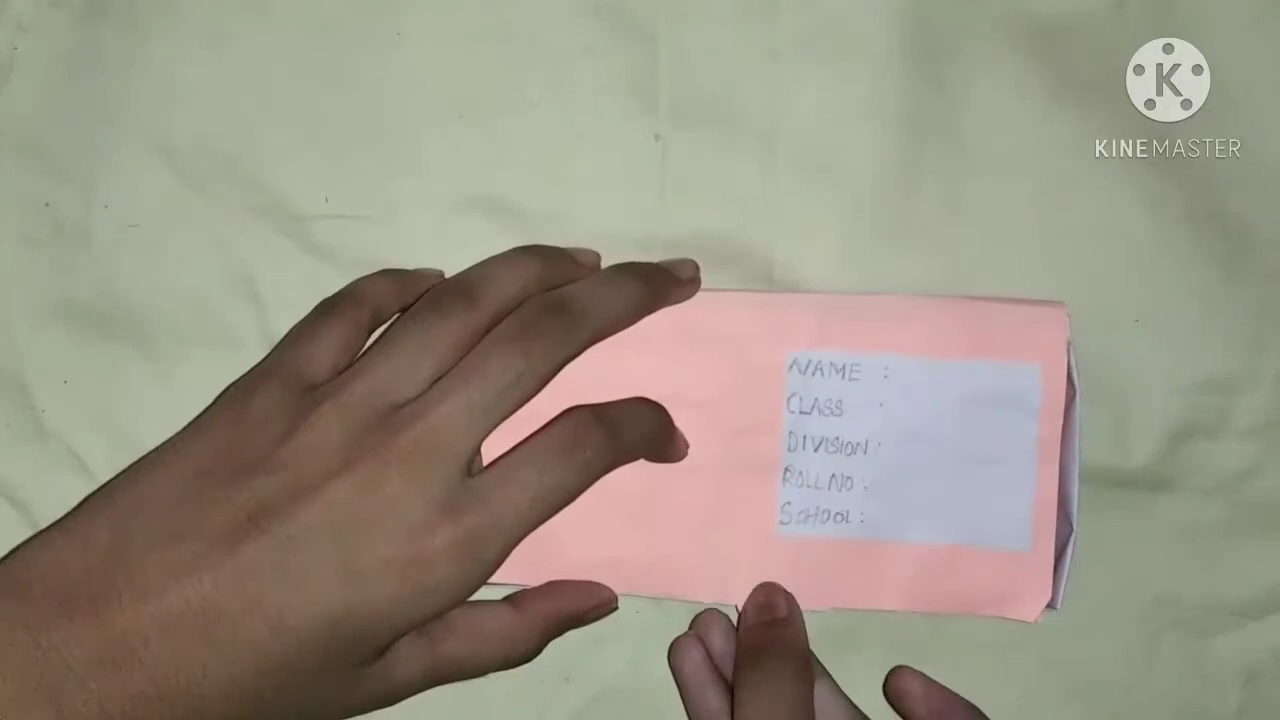 K
KINEMASTER
NAME :
CLASS :
DIVISION :
ROLL NO :
SCHOOL :